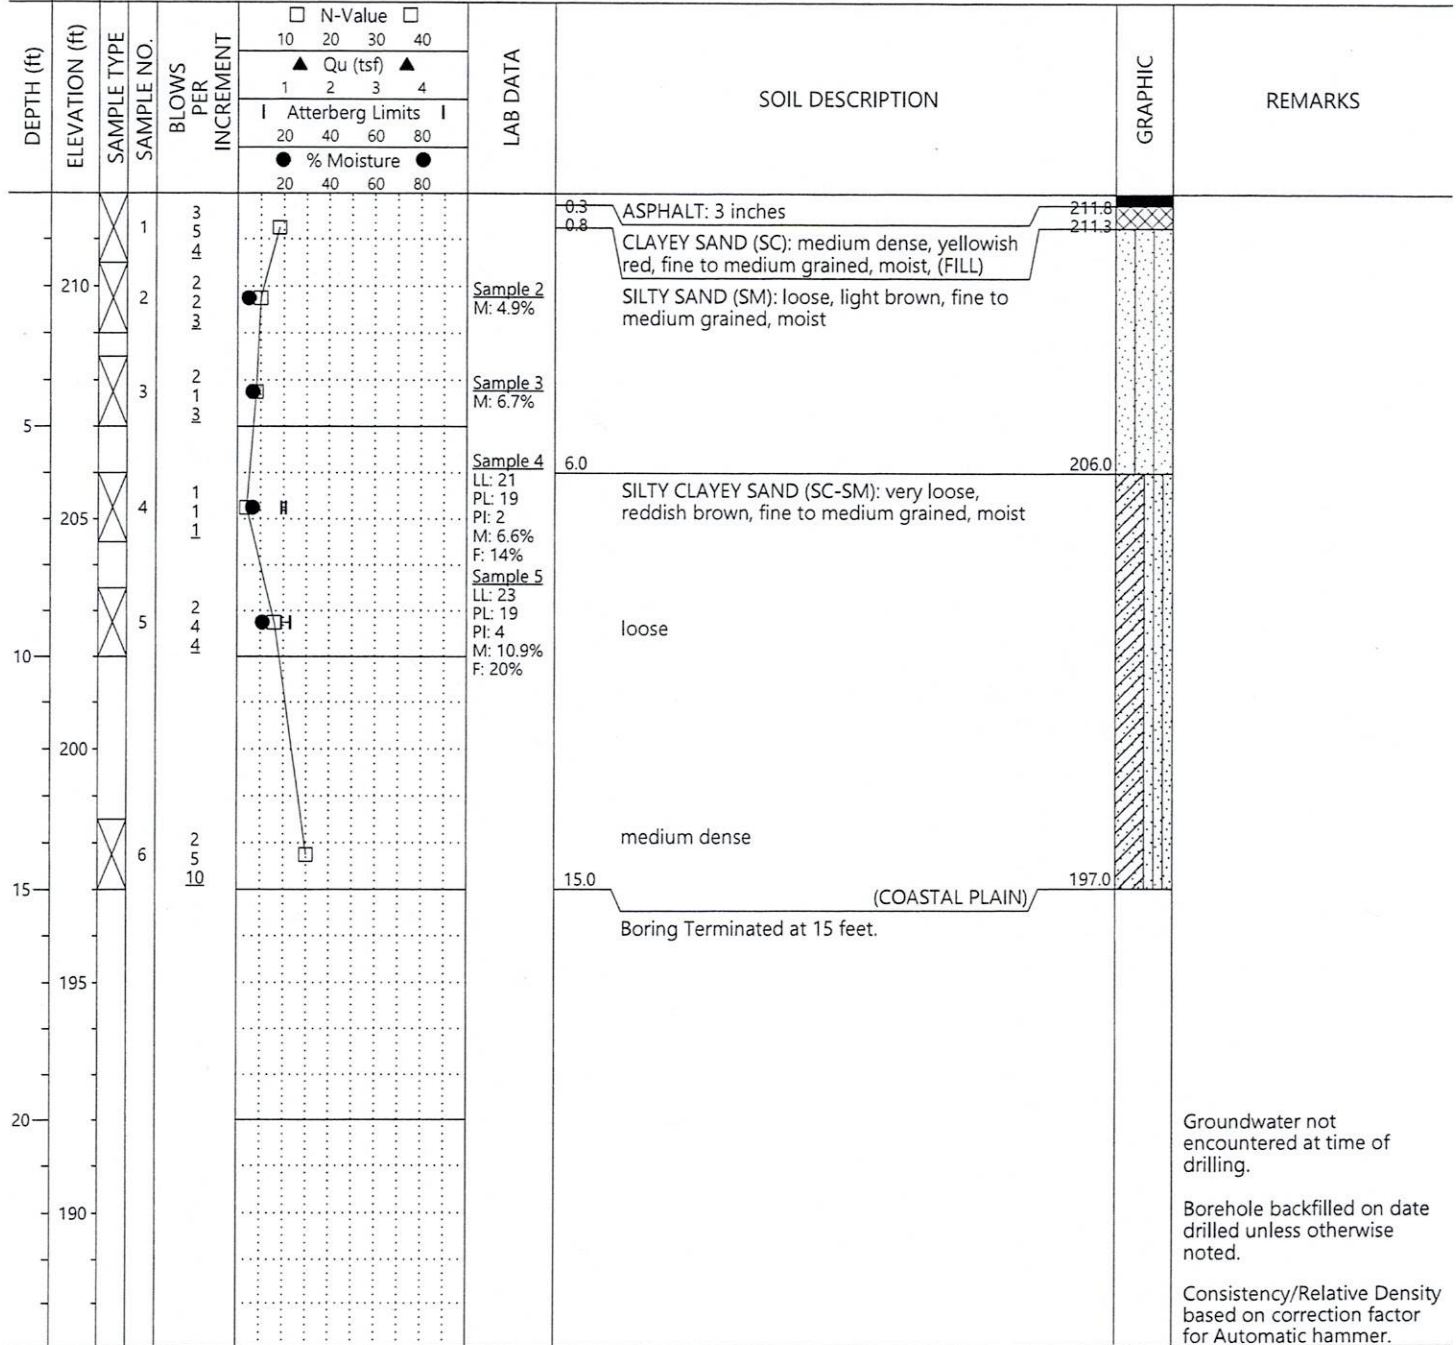 DEPTH (ft)
ELEVATION (ft)
SAMPLE TYPE
SAMPLE NO.
BLOWS
PER
INCREMENT
N-Value
10 20 30 40
Qu (tsf)
1 2 3 4
Atterberg Limits
20 40 60 80
% Moisture
20 40 60 80
LAB DATA
SOIL DESCRIPTION
GRAPHIC
REMARKS
0.3 ASPHALT: 3 inches 211.8
0.8 211.3
1
3
5
4
CLAYEY SAND (SC): medium dense, yellowish
red, fine to medium grained, moist, (FILL)
210
2
2
2
3
Sample 2
M: 4.9%
SILTY SAND (SM): loose, light brown, fine to
medium grained, moist
3
2
1
3
Sample 3
M: 6.7%
5
6.0 206.0
205
4
1
1
1
Sample 4
LL: 21
PL: 19
PI: 2
M: 6.6%
F: 14%
SILTY CLAYEY SAND (SC-SM): very loose,
reddish brown, fine to medium grained, moist
5
2
4
4
Sample 5
LL: 23
PL: 19
PI: 4
M: 10.9%
F: 20%
loose
10
200
6
2
5
10
medium dense
15
15.0 197.0
(COASTAL PLAIN)
Boring Terminated at 15 feet.
195
20
190
Groundwater not
encountered at time of
drilling.
Borehole backfilled on date
drilled unless otherwise
noted.
Consistency/Relative Density
based on correction factor
for Automatic hammer.